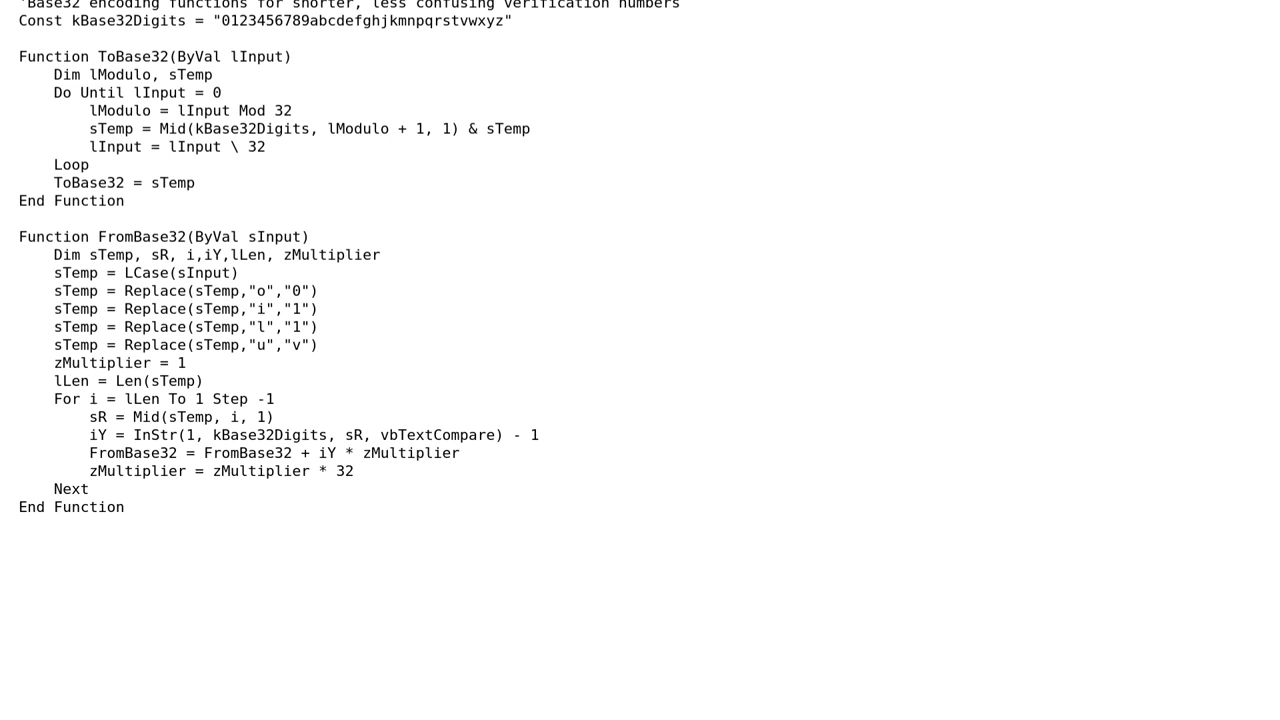 'Base32 encoding functions for shorter, less confusing verification numbers
Const kBase32Digits = "0123456789abcdefghjkmnpqrstvwxyz"

Function ToBase32(ByVal lInput)
    Dim lModulo, sTemp
    Do Until lInput = 0
        lModulo = lInput Mod 32
        sTemp = Mid(kBase32Digits, lModulo + 1, 1) & sTemp
        lInput = lInput \ 32
    Loop
    ToBase32 = sTemp
End Function

Function FromBase32(ByVal sInput)
    Dim sTemp, sR, i,iY,lLen, zMultiplier
    sTemp = LCase(sInput)
    sTemp = Replace(sTemp,"o","0")
    sTemp = Replace(sTemp,"i","1")
    sTemp = Replace(sTemp,"l","1")
    sTemp = Replace(sTemp,"u","v")
    zMultiplier = 1
    lLen = Len(sTemp)
    For i = lLen To 1 Step -1
        sR = Mid(sTemp, i, 1)
        iY = InStr(1, kBase32Digits, sR, vbTextCompare) - 1
        FromBase32 = FromBase32 + iY * zMultiplier
        zMultiplier = zMultiplier * 32
    Next
End Function